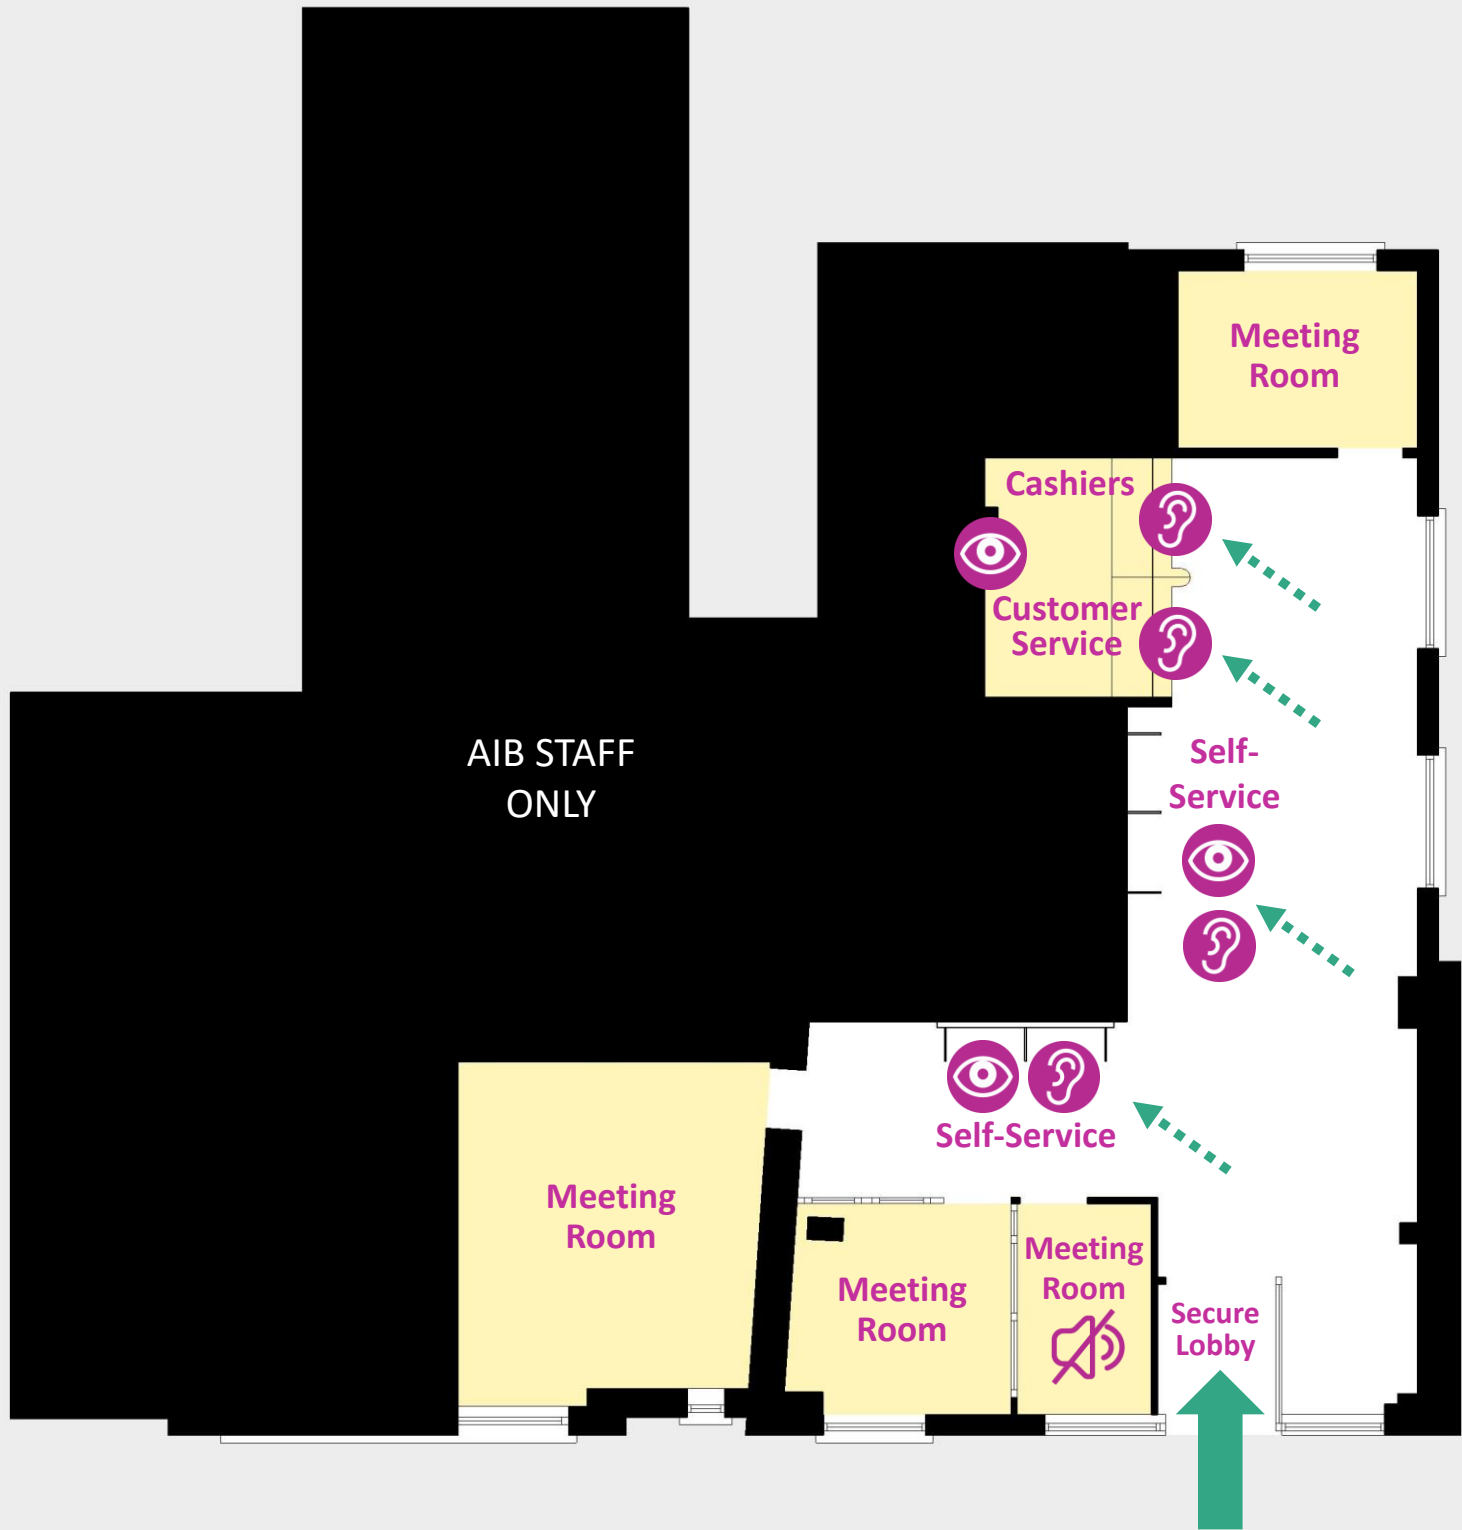 Meeting
Room
Cashiers
Customer
Service
AIB STAFF
ONLY
Self-
Service
Self-Service
Meeting
Room
Meeting
Room
Meeting
Room
Secure
Lobby